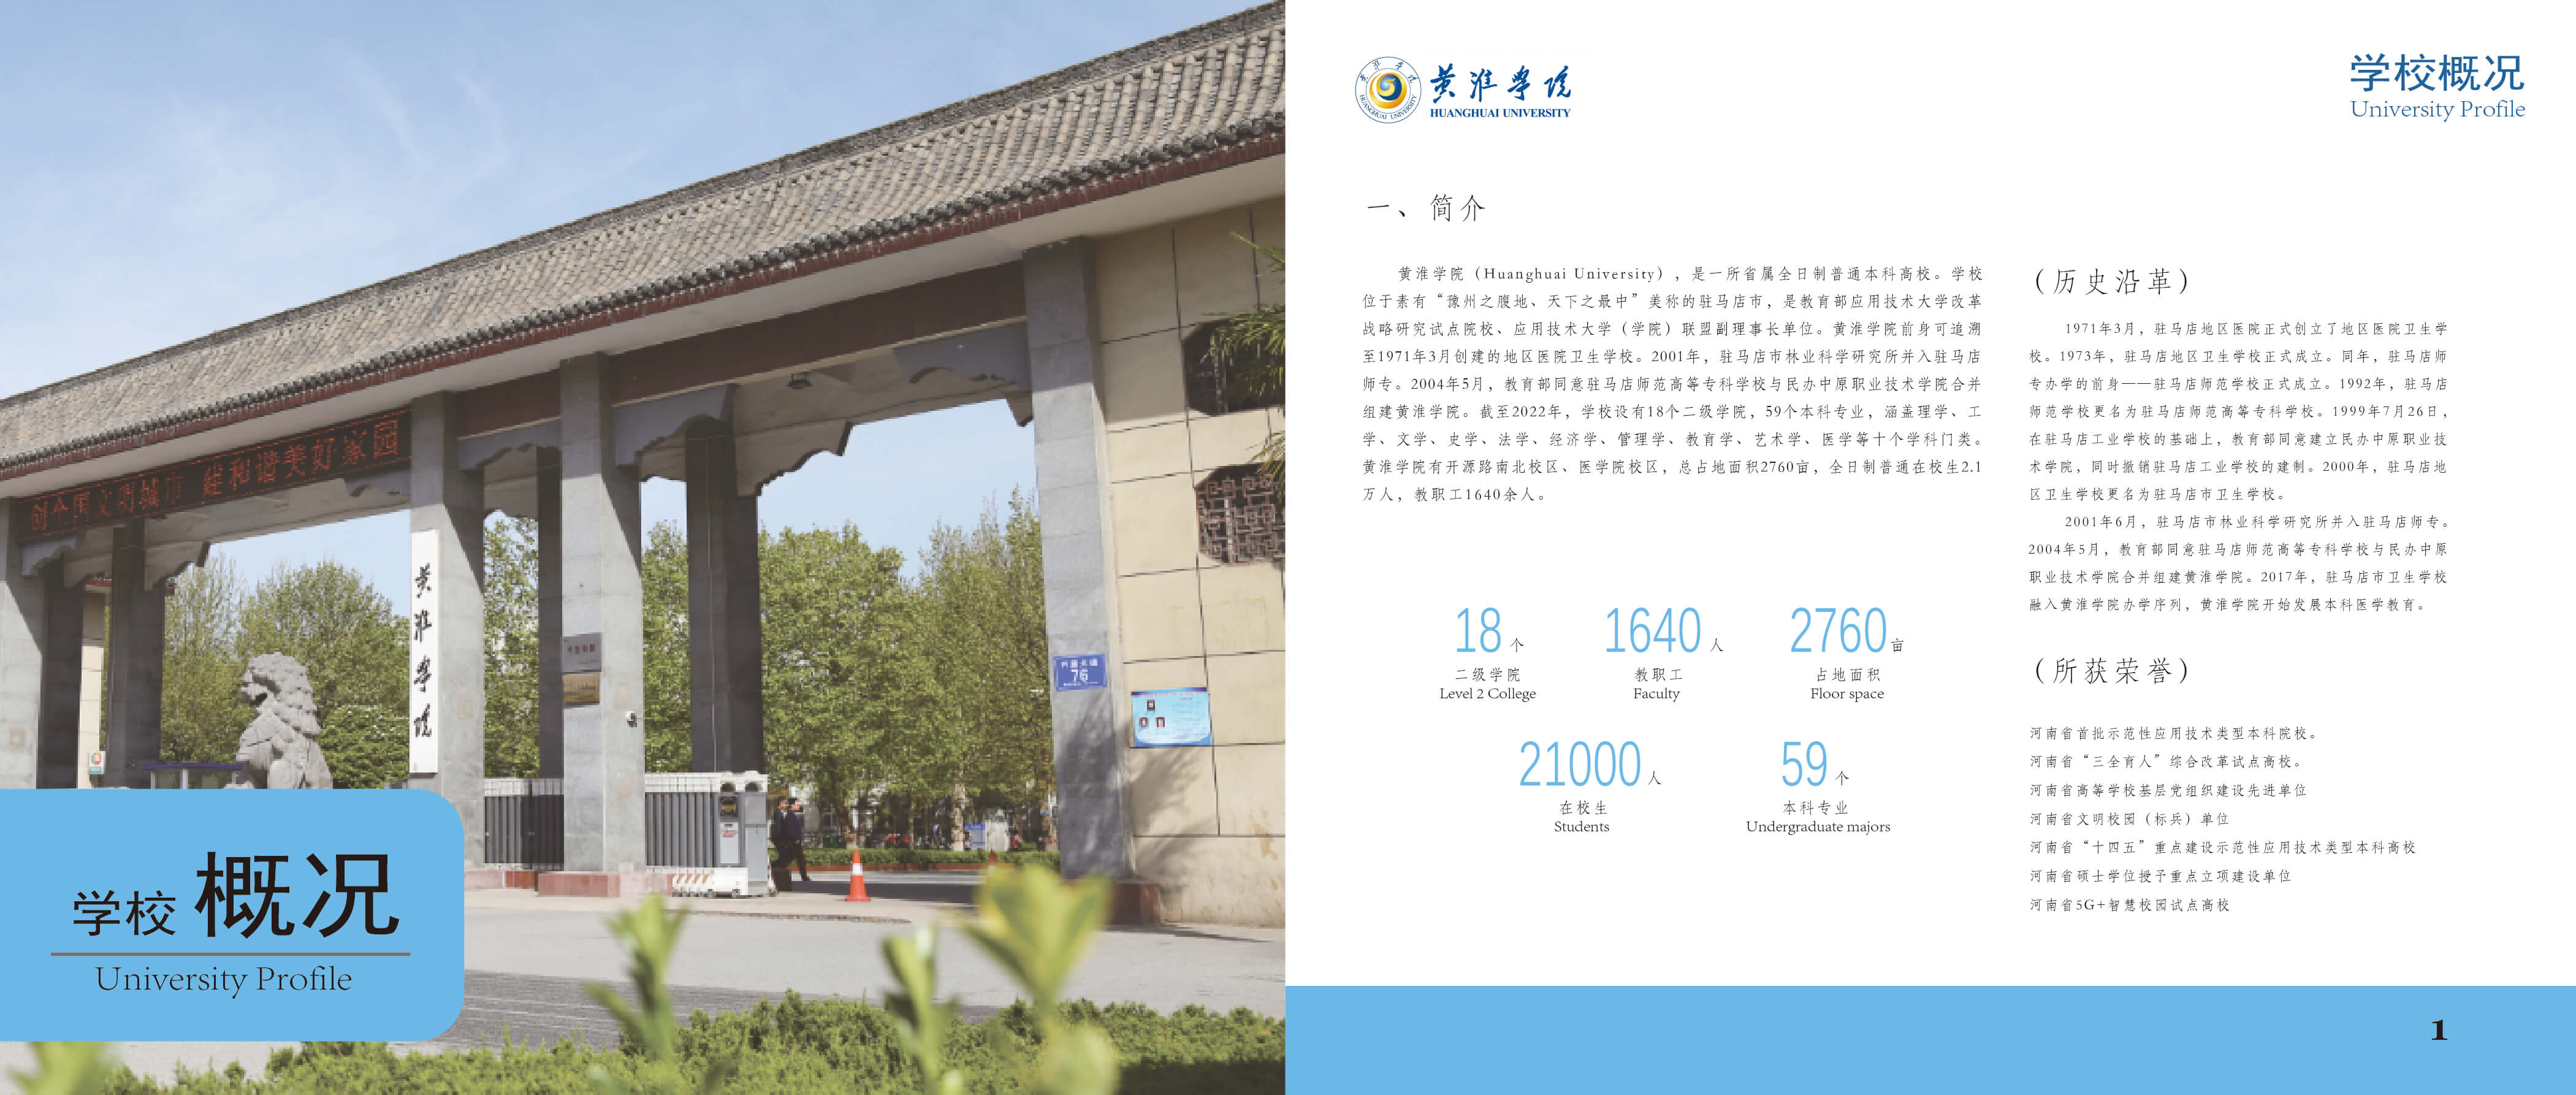 创全国文明城市 建和谐美好家园
黄淮学院
76
学校 概况
University Profile
黄淮学院
HUANGHUAI UNIVERSITY
黄淮学院
HUANGHUAI UNIVERSITY
学校概况
University Profile
一、简介
黄淮学院（Huanghuai University），是一所省属全日制普通本科高校。学校
位于素有“豫州之腹地、天下之最中”美称的驻马店市，是教育部应用技术大学改革
战略研究试点院校、应用技术大学（学院）联盟副理事长单位。黄淮学院前身可追溯
至1971年3月创建的地区医院卫生学校。2001年，驻马店市林业科学研究所并入驻马店
师专。2004年5月，教育部同意驻马店师范高等专科学校与民办中原职业技术学院合并
组建黄淮学院。截至2022年，学校设有18个二级学院，59个本科专业，涵盖理学、工
学、文学、史学、法学、经济学、管理学、教育学、艺术学、医学等十个学科门类。
黄淮学院有开源路南北校区、医学院校区，总占地面积2760亩，全日制普通在校生2.1
万人，教职工1640余人。
18个
二级学院
Level 2 College
1640人
教职工
Faculty
2760亩
占地面积
Floor space
21000人
在校生
Students
59个
本科专业
Undergraduate majors
（历史沿革）
1971年3月，驻马店地区医院正式创立了地区医院卫生学
校。1973年，驻马店地区卫生学校正式成立。同年，驻马店师
专办学的前身——驻马店师范学校正式成立。1992年，驻马店
师范学校更名为驻马店师范高等专科学校。1999年7月26日，
在驻马店工业学校的基础上，教育部同意建立民办中原职业技
术学院，同时撤销驻马店工业学校的建制。2000年，驻马店地
区卫生学校更名为驻马店市卫生学校。
2001年6月，驻马店市林业科学研究所并入驻马店师专。
2004年5月，教育部同意驻马店师范高等专科学校与民办中原
职业技术学院合并组建黄淮学院。2017年，驻马店市卫生学校
融入黄淮学院办学序列，黄淮学院开始发展本科医学教育。
（所获荣誉）
河南省首批示范性应用技术类型本科院校。
河南省“三全育人”综合改革试点高校。
河南省高等学校基层党组织建设先进单位
河南省文明校园（标兵）单位
河南省“十四五”重点建设示范性应用技术类型本科高校
河南省硕士学位授予重点立项建设单位
河南省5G+智慧校园试点高校
1